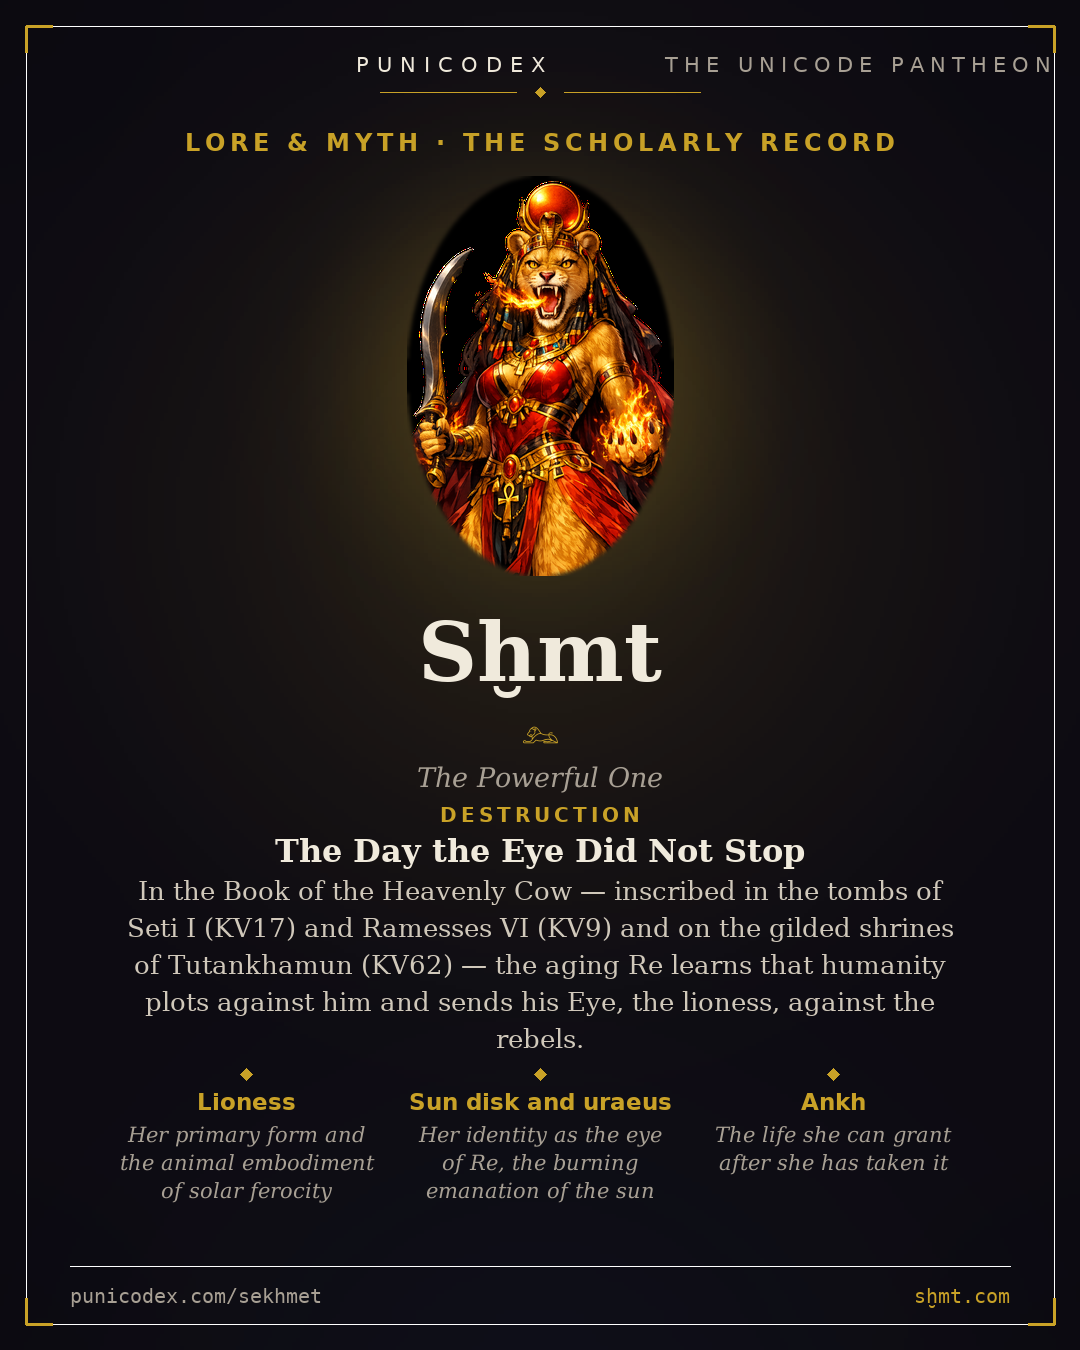 PUNICODEX THE UNICODE PANTHEON
LORE & MYTH · THE SCHOLARLY RECORD
Sḫmt
The Powerful One
DESTRUCTION
The Day the Eye Did Not Stop
In the Book of the Heavenly Cow — inscribed in the tombs of
Seti I (KV17) and Ramesses VI (KV9) and on the gilded shrines
of Tutankhamun (KV62) — the aging Re learns that humanity
plots against him and sends his Eye, the lioness, against the
rebels.
Lioness
Her primary form and
the animal embodiment
of solar ferocity
Sun disk and uraeus
Her identity as the eye
of Re, the burning
emanation of the sun
Ankh
The life she can grant
after she has taken it
punicodex.com/sekhmet
sḫmt.com